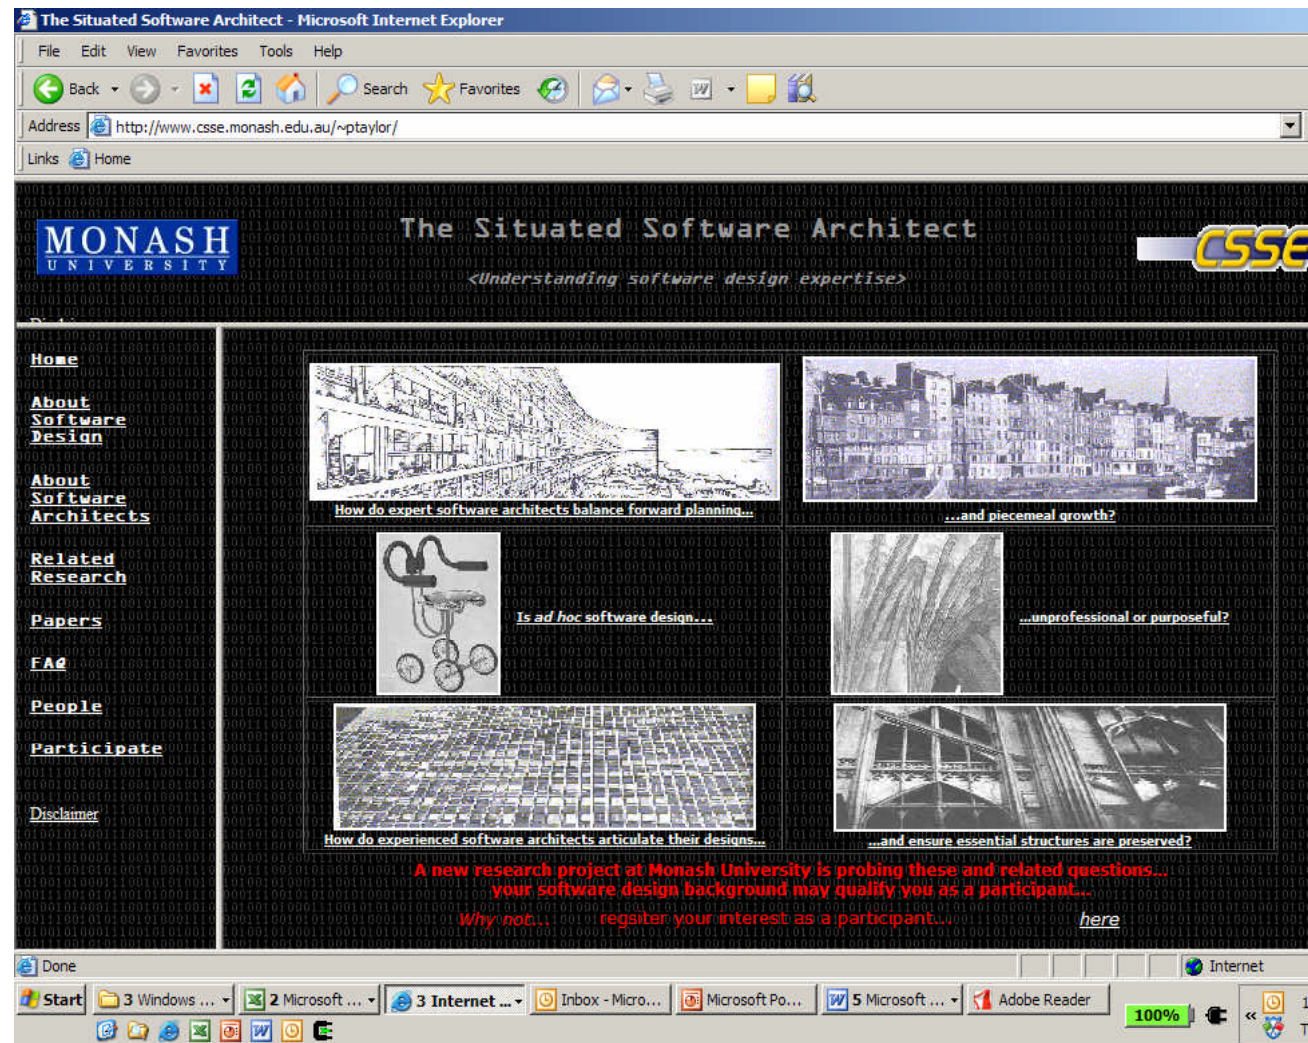 The Situated Software Architect - Microsoft Internet Explorer
File Edit View Favorites Tools Help
Back Search Favorites
Address http://www.csse.monash.edu.au/~ptaylor/
Links Home
MONASH
UNIVERSITY
The Situated Software Architect
<Understanding software design expertise>
CSSE
Home
About
Software
Design
About
Software
Architects
Related
Research
Papers
FAQ
People
Participate
Disclaimer
How do expert software architects balance forward planning...
...and piecemeal growth?
Is ad hoc software design...
...unprofessional or purposeful?
How do experienced software architects articulate their designs...
...and ensure essential structures are preserved?
A new research project at Monash University is probing these and related questions...
your software design background may qualify you as a participant...
Why not... regsiter your interest as a participant... here
Done Internet
Start 3 Windows ... 2 Microsoft ... 3 Internet ... Inbox - Micro... Microsoft Po... 5 Microsoft ... Adobe Reader 100%